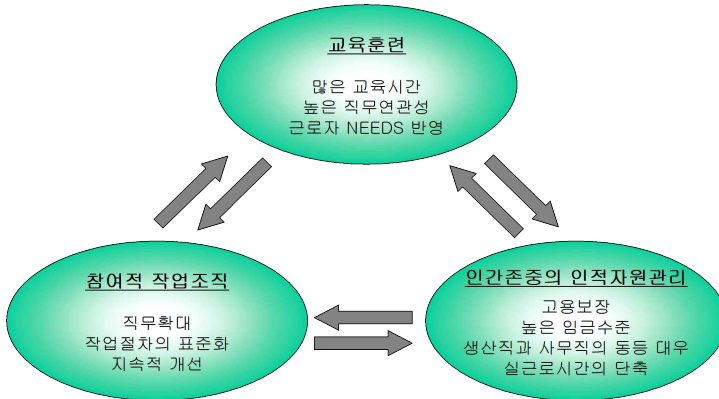 교육훈련
많은 교육시간
높은 직무연관성
근로자 NEEDS 반영
참여적 작업조직
직무확대
작업절차의 표준화
지속적 개선
인간존중의 인적자원관리
고용보장
높은 임금수준
생산직과 사무직의 동등 대우
실근로시간의 단축